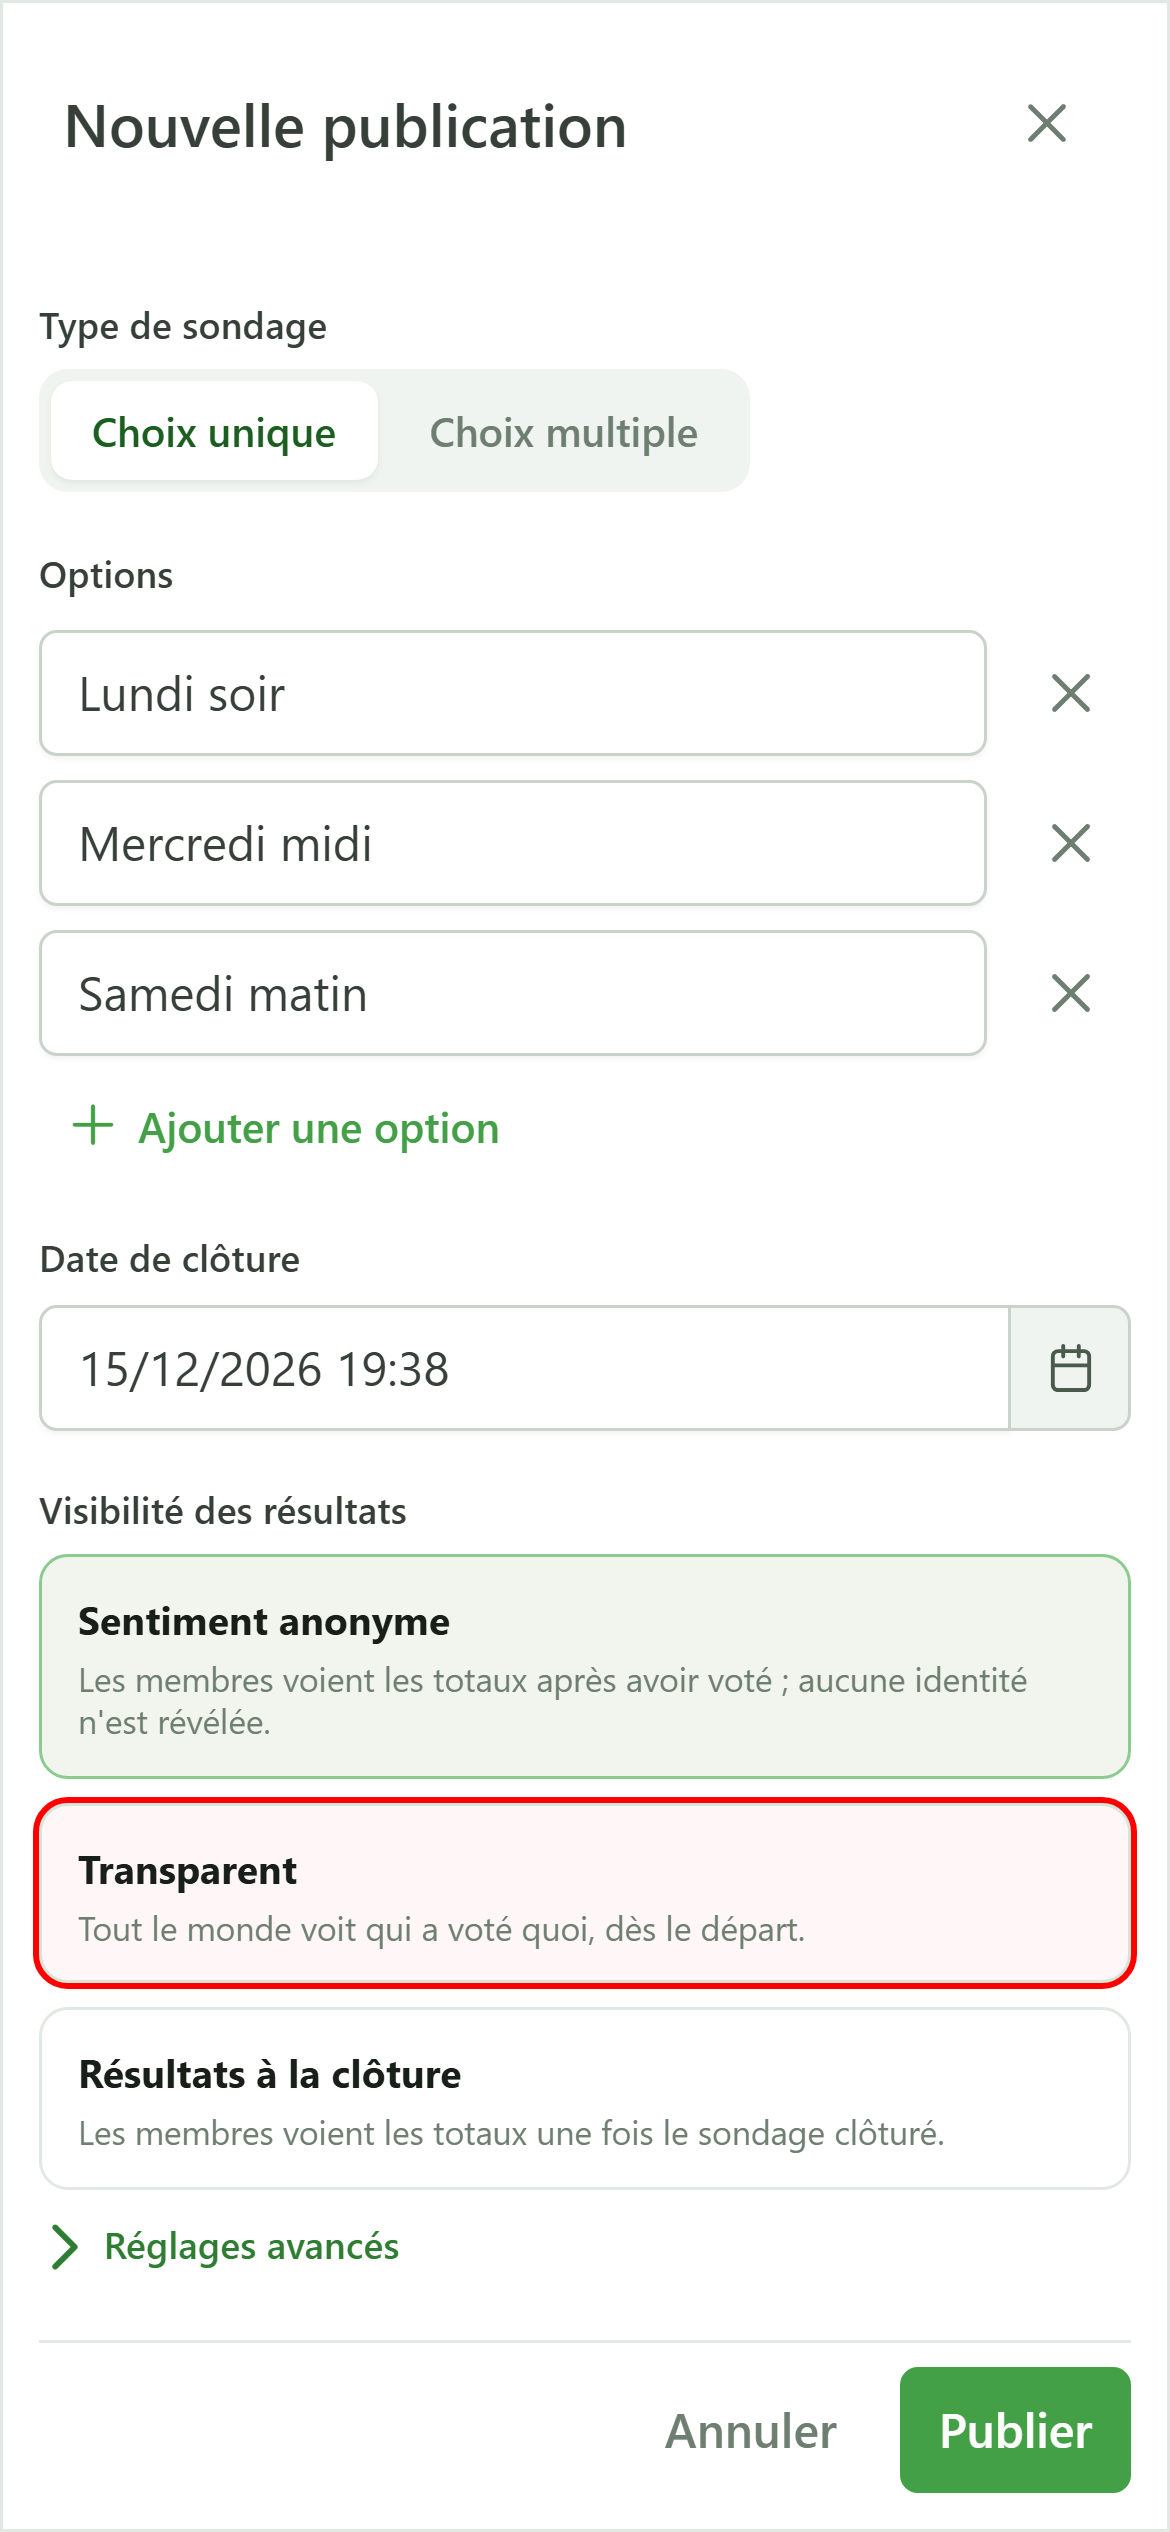 Nouvelle publication
Type de sondage
Choix unique
Choix multiple
Options
Lundi soir
Mercredi midi
Samedi matin
Ajouter une option
Date de clôture
15/12/2026 19:38
Visibilité des résultats
Sentiment anonyme
Les membres voient les totaux après avoir voté ; aucune identité
n'est révélée.
Transparent
Tout le monde voit qui a voté quoi, dès le départ.
Résultats à la clôture
Les membres voient les totaux une fois le sondage clôturé.
Réglages avancés
Annuler
Publier